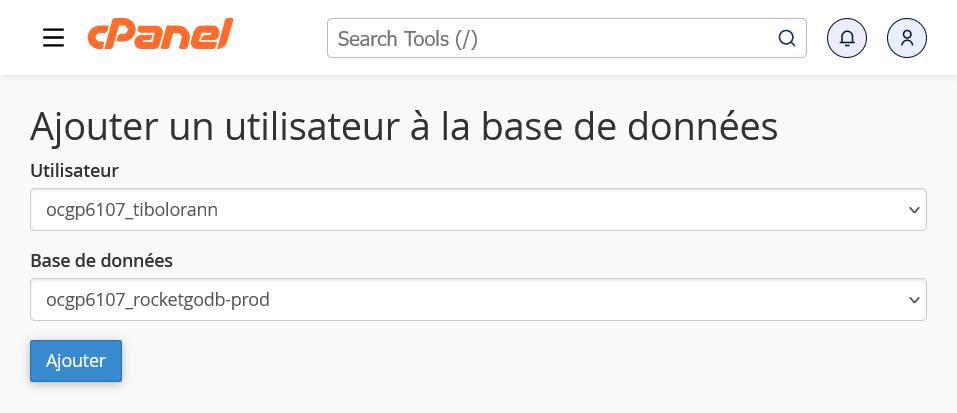 cPanel
Search Tools (/)
Ajouter un utilisateur à la base de données
Utilisateur
ocgp6107_tibolorann
Base de données
ocgp6107_rocketgodb-prod
Ajouter